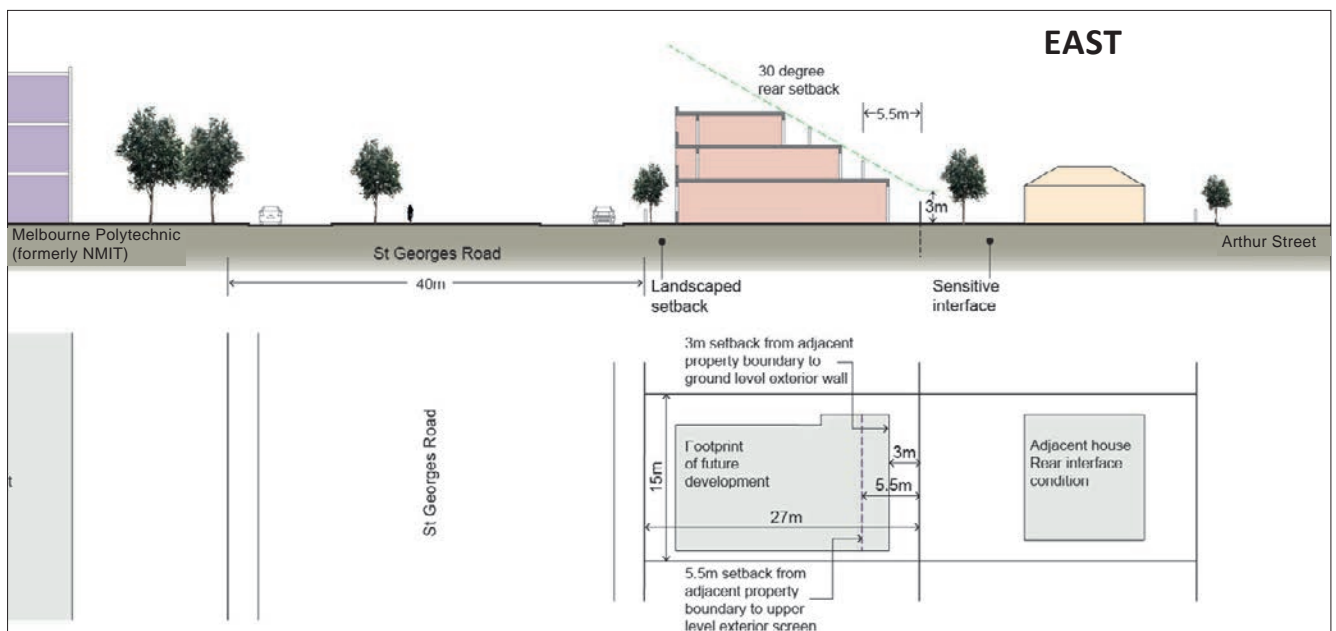 EAST
30 degree
rear setback
5.5m
3m
Melbourne Polytechnic
(formerly NMIT)
St Georges Road
Arthur Street
40m
Landscaped
setback
Sensitive
interface
3m setback from adjacent
property boundary to
ground level exterior wall
St Georges Road
15m
Footprint
of future
development
3m
5.5m
27m
Adjacent house
Rear interface
condition
t
5.5m setback from
adjacent property
boundary to upper
level exterior screen